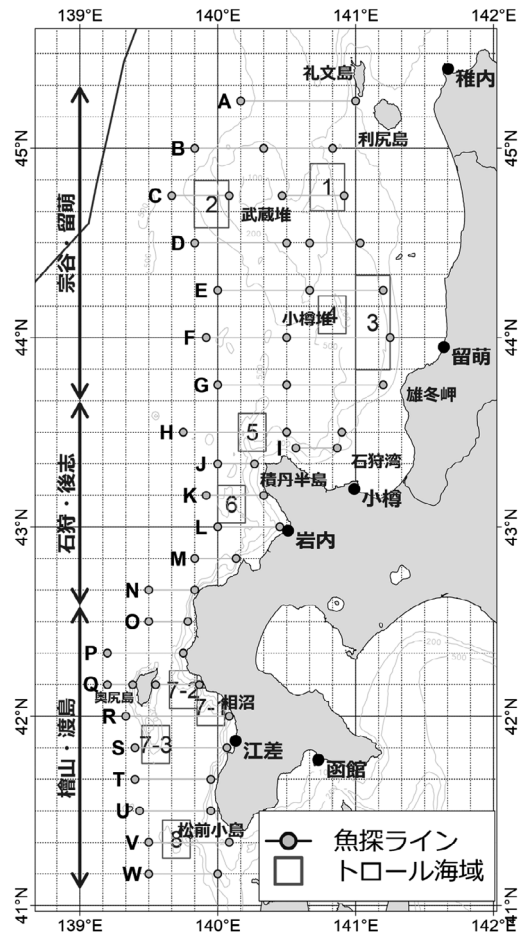 139°E 140°E 141°E 142°E
礼文島
稚内
A
利尻島
45°N B 45°N
C 2 1
武蔵堆
宗谷・留萌
D
E
小樽堆 4 3
44°N F 44°N
留萌
G
雄冬岬
H 5
I 石狩湾
J
積丹半島
石狩・後志
K 6 小樽
43°N L 43°N
岩内
M
N
O
P
Q 7-2
奥尻島 7-1 相沼
42°N R 42°N
檜山・渡島
S 7-3 江差
函館
T
U
松前小島
V 8
魚探ライン
W
トロール海域
41°N 41°N
139°E 140°E 141°E 142°E
200
500